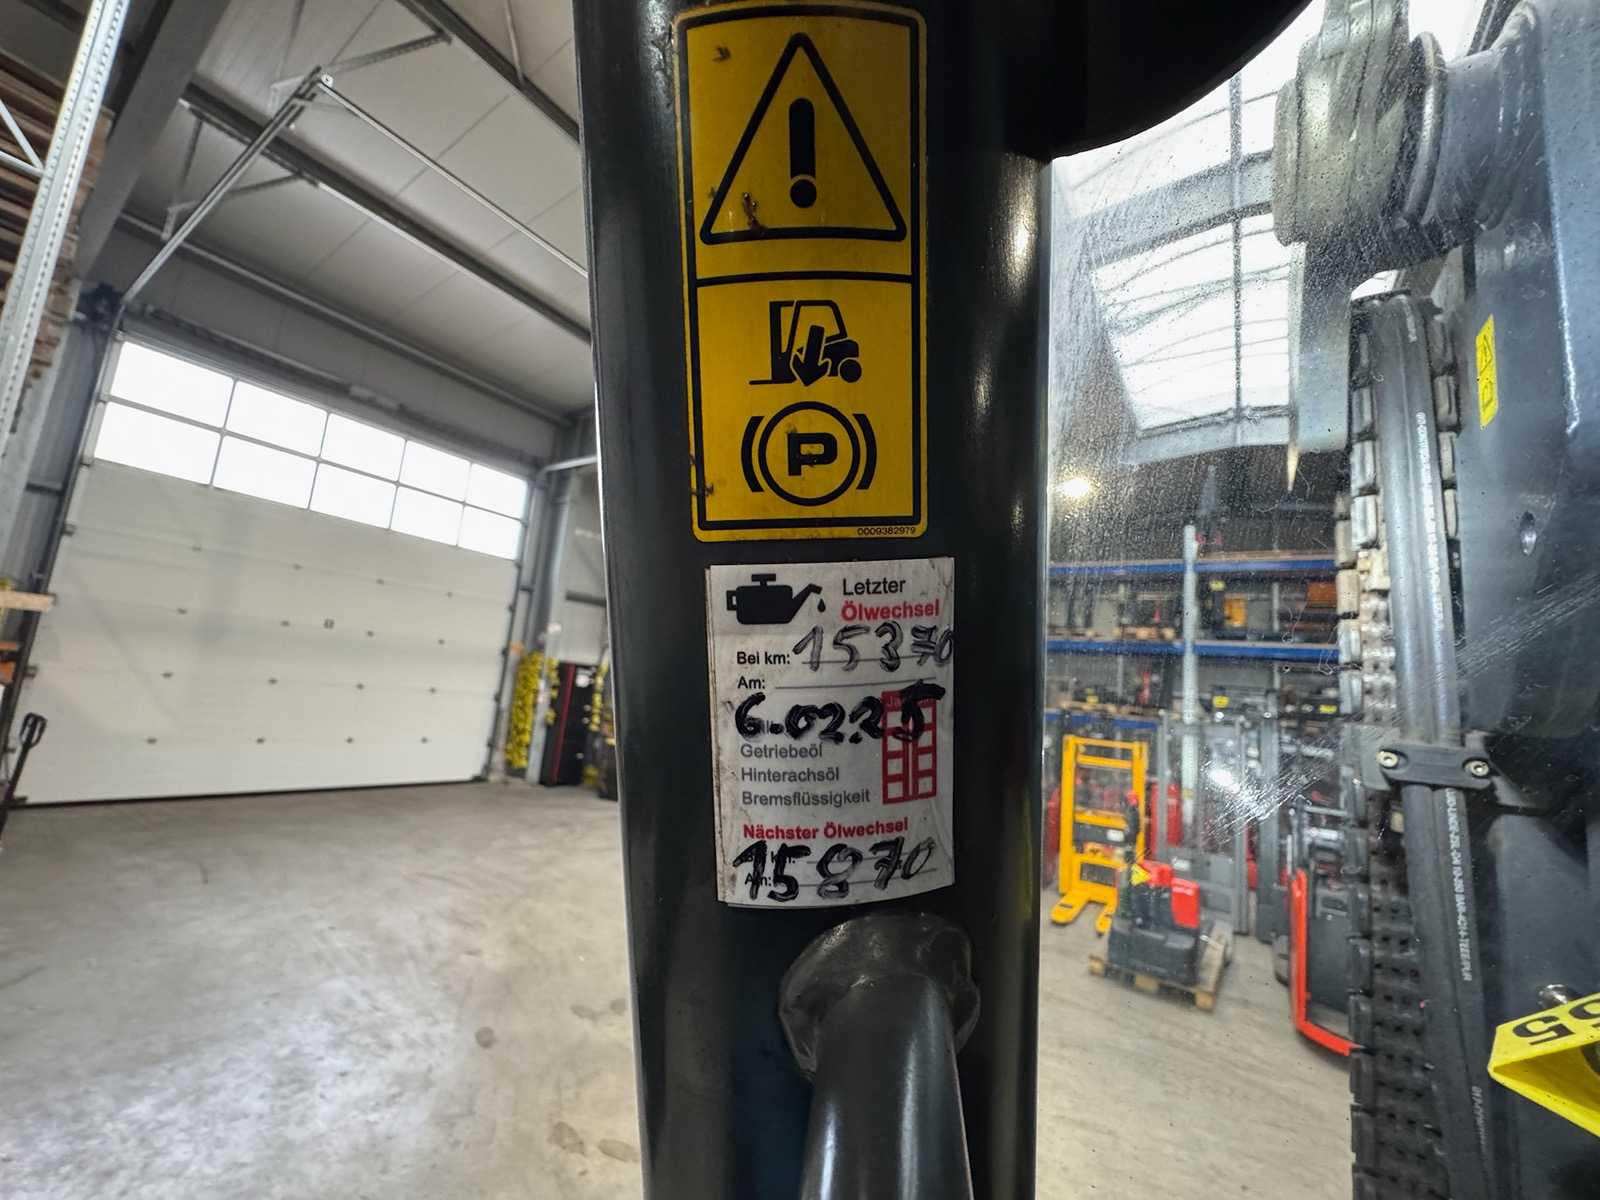 P
0009382979
Letzter
Ölwechsel
Bei km: 15370
Am:
6.02.25
Getriebeöl
Hinterachsöl
Bremsflüssigkeit
Nächster Ölwechsel
15870
Am: